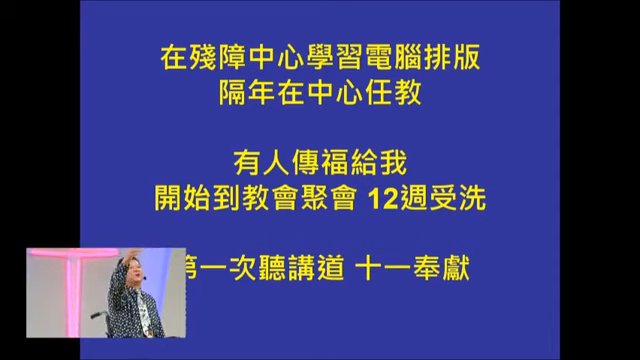 在殘障中心學習電腦排版
隔年在中心任教
有人傳福給我
開始到教會聚會 12週受洗
第一次聽講道 十一奉獻